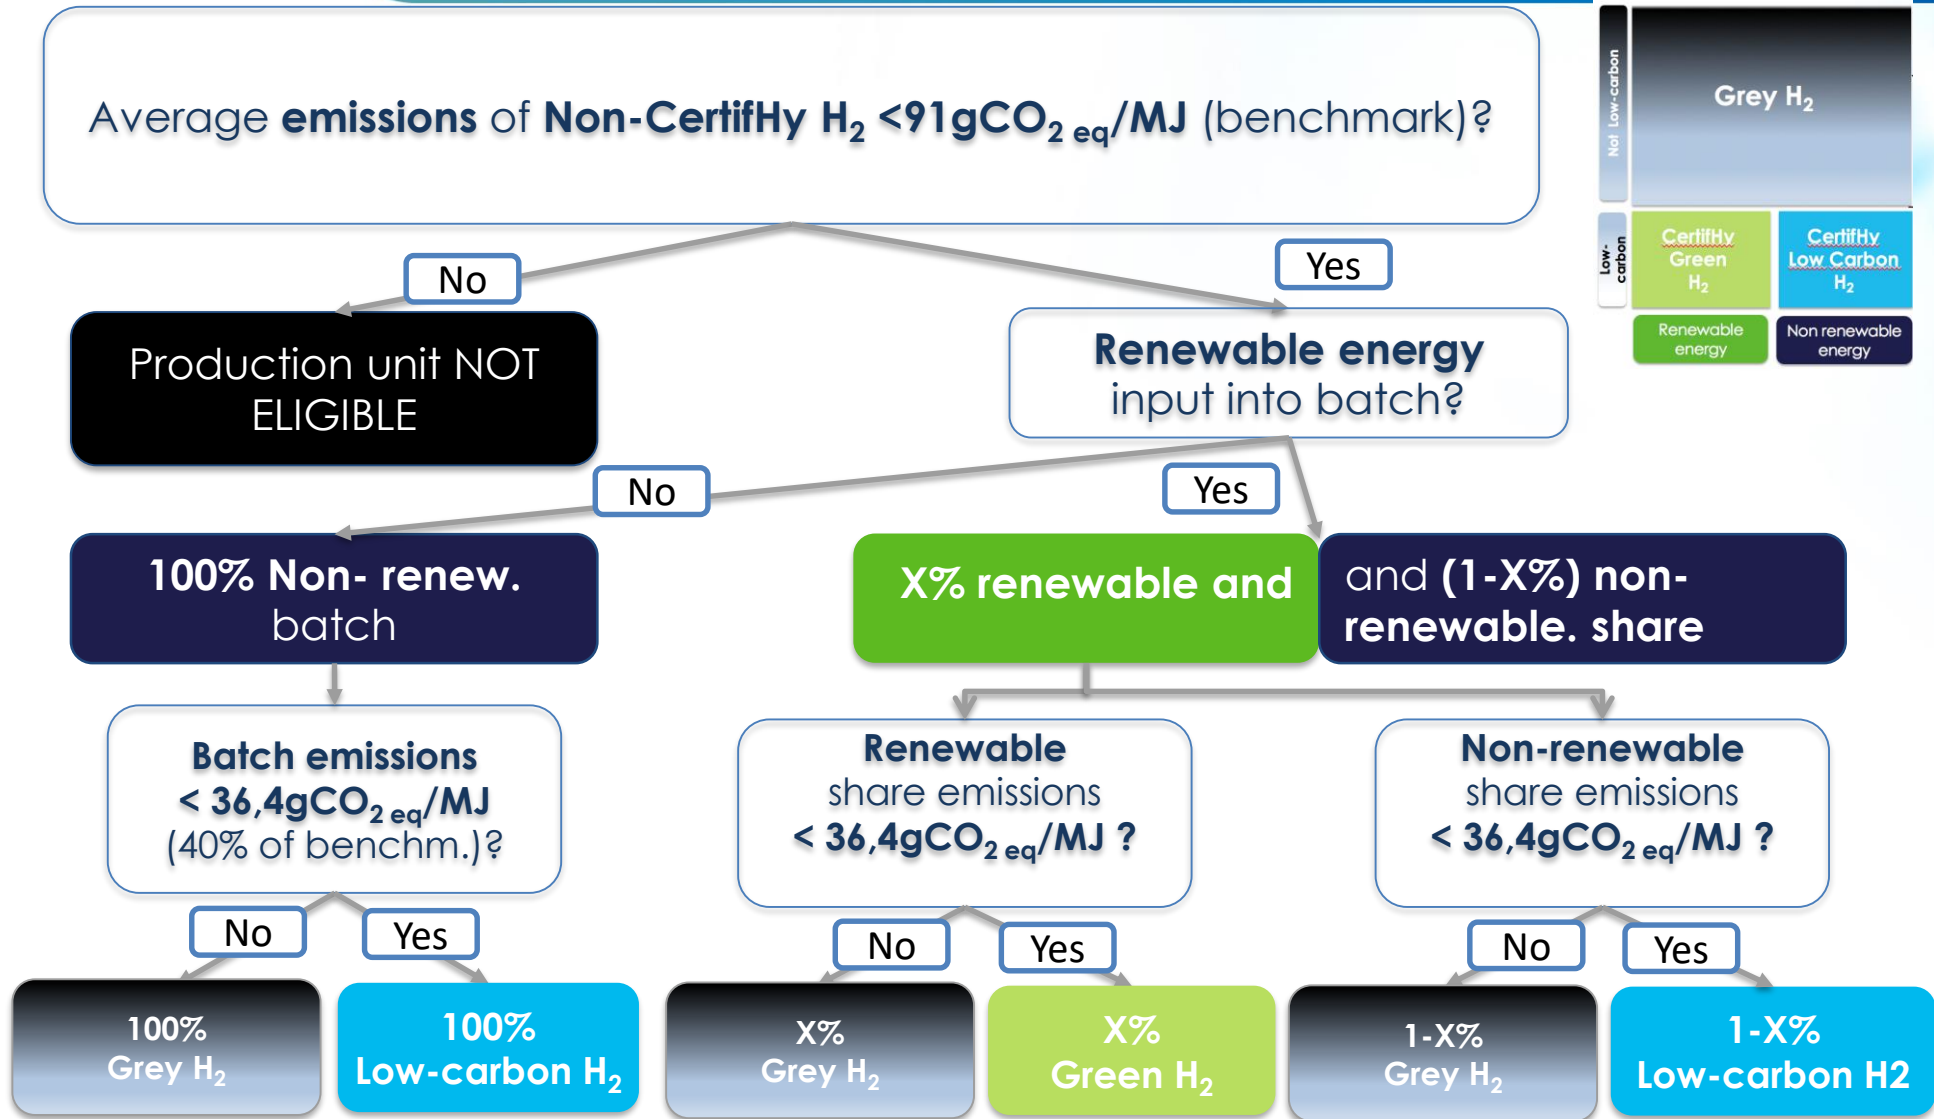 Average emissions of Non-CertifHy H₂ <91gCO₂ eq/MJ (benchmark)?
Not Low-carbon
Grey H₂
Low-
carbon
CertifHy
Green
H₂
CertifHy
Low Carbon
H₂
Renewable
energy
Non renewable
energy
No
Yes
Production unit NOT
ELIGIBLE
Renewable energy
input into batch?
No
Yes
100% Non- renew.
batch
X% renewable and
and (1-X%) non-
renewable. share
Batch emissions
< 36,4gCO₂ eq/MJ
(40% of benchm.)?
Renewable
share emissions
< 36,4gCO₂ eq/MJ ?
Non-renewable
share emissions
< 36,4gCO₂ eq/MJ ?
No
Yes
No
Yes
No
Yes
100%
Grey H₂
100%
Low-carbon H₂
X%
Grey H₂
X%
Green H₂
1-X%
Grey H₂
1-X%
Low-carbon H2